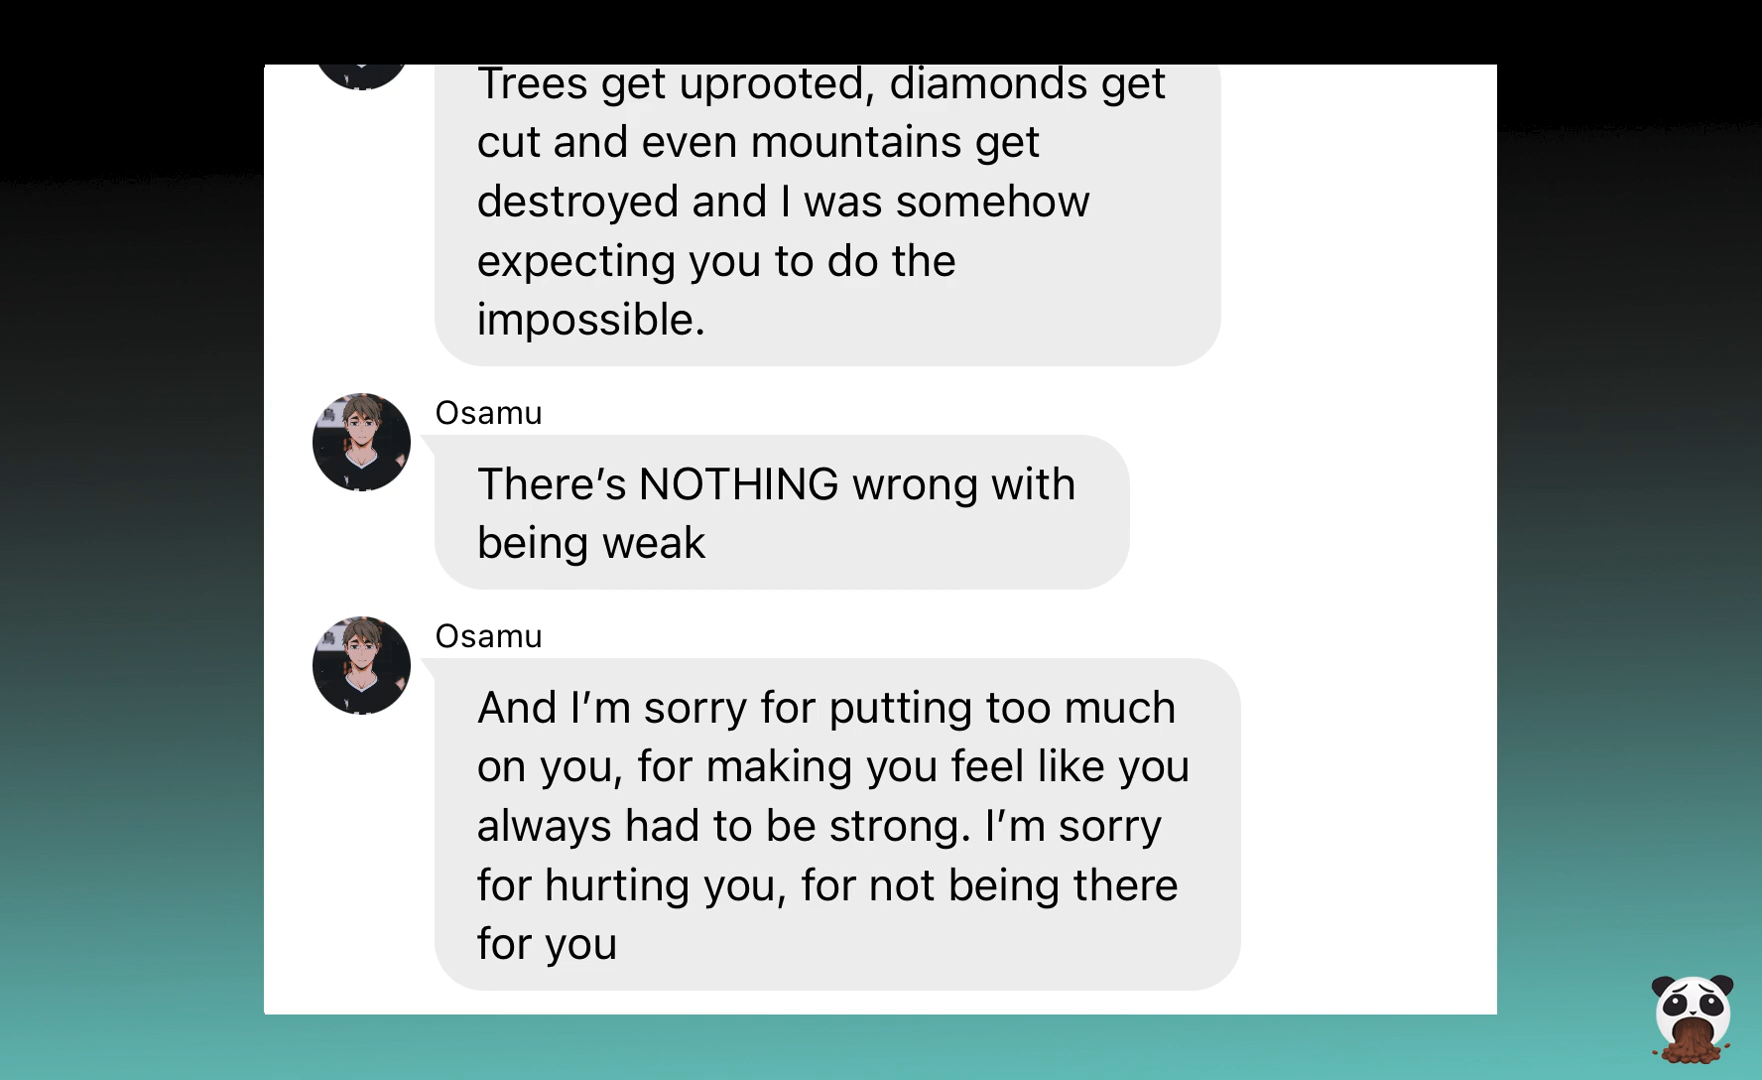 Trees get uprooted, diamonds get
cut and even mountains get
destroyed and I was somehow
expecting you to do the
impossible.
Osamu
There’s NOTHING wrong with
being weak
Osamu
And I’m sorry for putting too much
on you, for making you feel like you
always had to be strong. I’m sorry
for hurting you, for not being there
for you